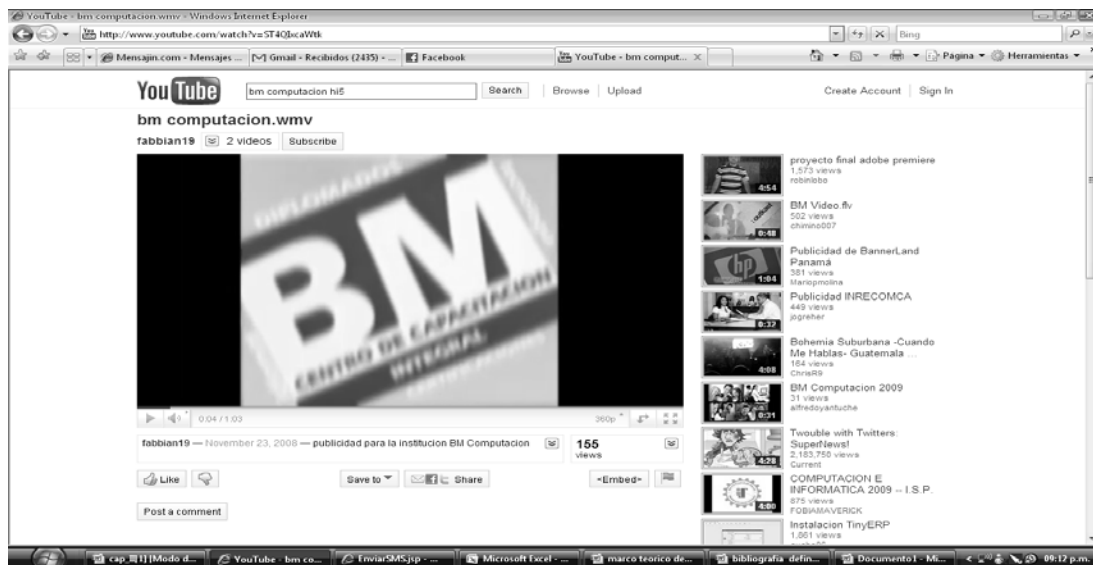 YouTube - bm computacion.wmv - Windows Internet Explorer
http://www.youtube.com/watch?v=ST4QIxcaWtk
Bing
Mensajin.com - Mensajes ...
Gmail - Recibidos (2435) - ...
Facebook
YouTube - bm comput...
Página
Herramientas
YouTube
bm computacion hi5
Search
Browse
Upload
Create Account
Sign In
bm computacion.wmv
fabbian19
2 videos
Subscribe
DIPLOMADOS
BM
CENTRO DE CAPACITACION
INTEGRAL
0:04 / 1:03
360p
fabbian19 — November 23, 2008 — publicidad para la institucion BM Computacion
155
views
Like
Save to
Share
<Embed>
Post a comment
proyecto final adobe premiere
1,573 views
robinlobo
4:54
BM Video.flv
502 views
chimino007
0:48
Publicidad de BannerLand
Panamá
381 views
Mariopmolina
hp
1:04
Publicidad INRECOMCA
449 views
jogreher
0:32
Bohemia Suburbana -Cuando
Me Hablas- Guatemala ...
164 views
ChrisR9
4:08
BM Computacion 2009
31 views
alfredoyantuche
0:31
Twouble with Twitters:
SuperNews!
2,183,750 views
Current
4:28
COMPUTACION E
INFORMATICA 2009 -- I.S.P.
875 views
FOBIAMAVERICK
4:00
Instalacion TinyERP
1,861 views
[Modo d...
YouTube - bm co...
EnviarSMS.jsp - ...
Microsoft Excel - ...
marco teorico de...
bibliografia defin...
Documento1 - Mi...
09:12 p.m.